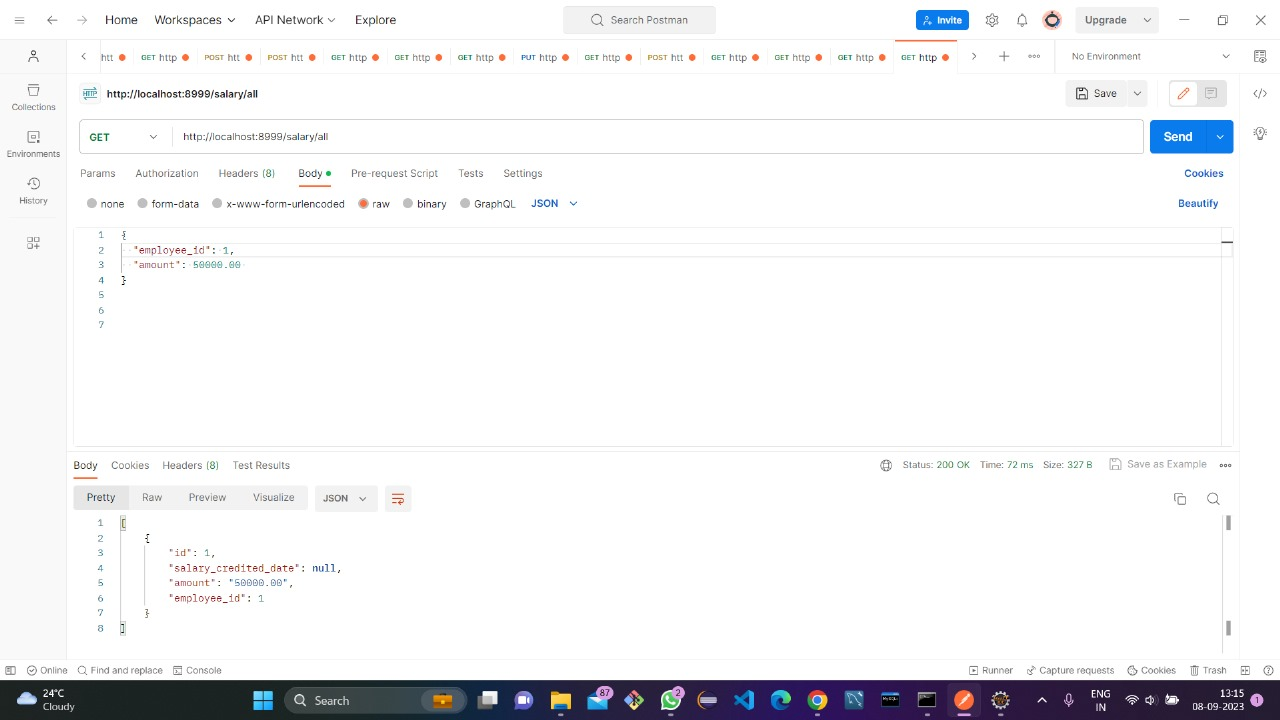 Home Workspaces API Network Explore Search Postman Invite Upgrade
htt GET http POST htt POST htt GET http GET http GET http PUT http GET http POST htt GET http GET http GET http GET http No Environment
HTTP http://localhost:8999/salary/all Save
Collections
GET http://localhost:8999/salary/all Send
Environments
Params Authorization Headers (8) Body Pre-request Script Tests Settings Cookies
History
none form-data x-www-form-urlencoded raw binary GraphQL JSON Beautify
1 {
2 "employee_id": 1,
3 "amount": 50000.00
4 }
5
6
7
Body Cookies Headers (8) Test Results Status: 200 OK Time: 72 ms Size: 327 B Save as Example
Pretty Raw Preview Visualize JSON
1 [
2 {
3 "id": 1,
4 "salary_credited_date": null,
5 "amount": "50000.00",
6 "employee_id": 1
7 }
8 ]
Online Find and replace Console Runner Capture requests Cookies Trash
24°C
Cloudy
Search
87
2
ENG
IN
13:15
08-09-2023
1